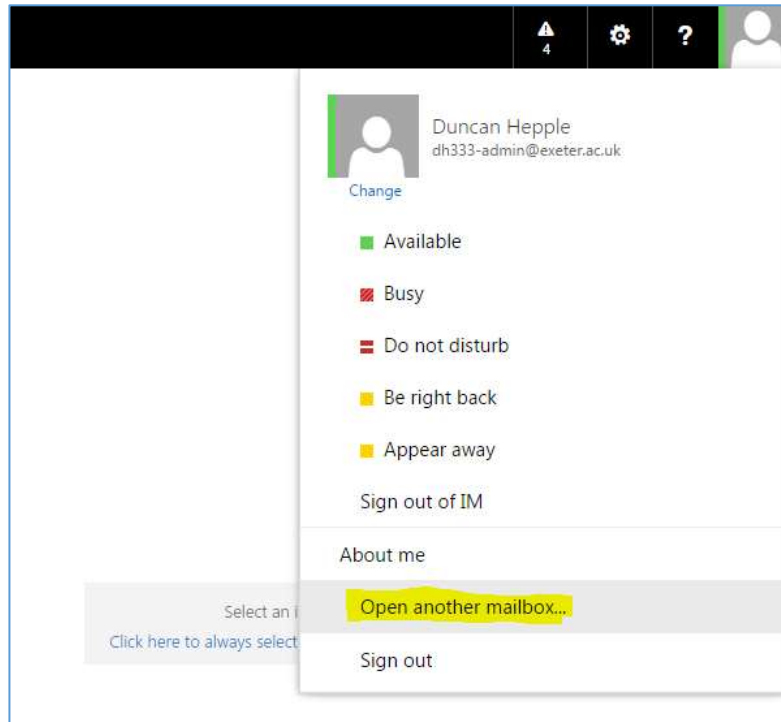 4
?
Duncan Hepple
dh333-admin@exeter.ac.uk
Change
Available
Busy
Do not disturb
Be right back
Appear away
Sign out of IM
About me
Select an i
Open another mailbox...
Click here to always select
Sign out